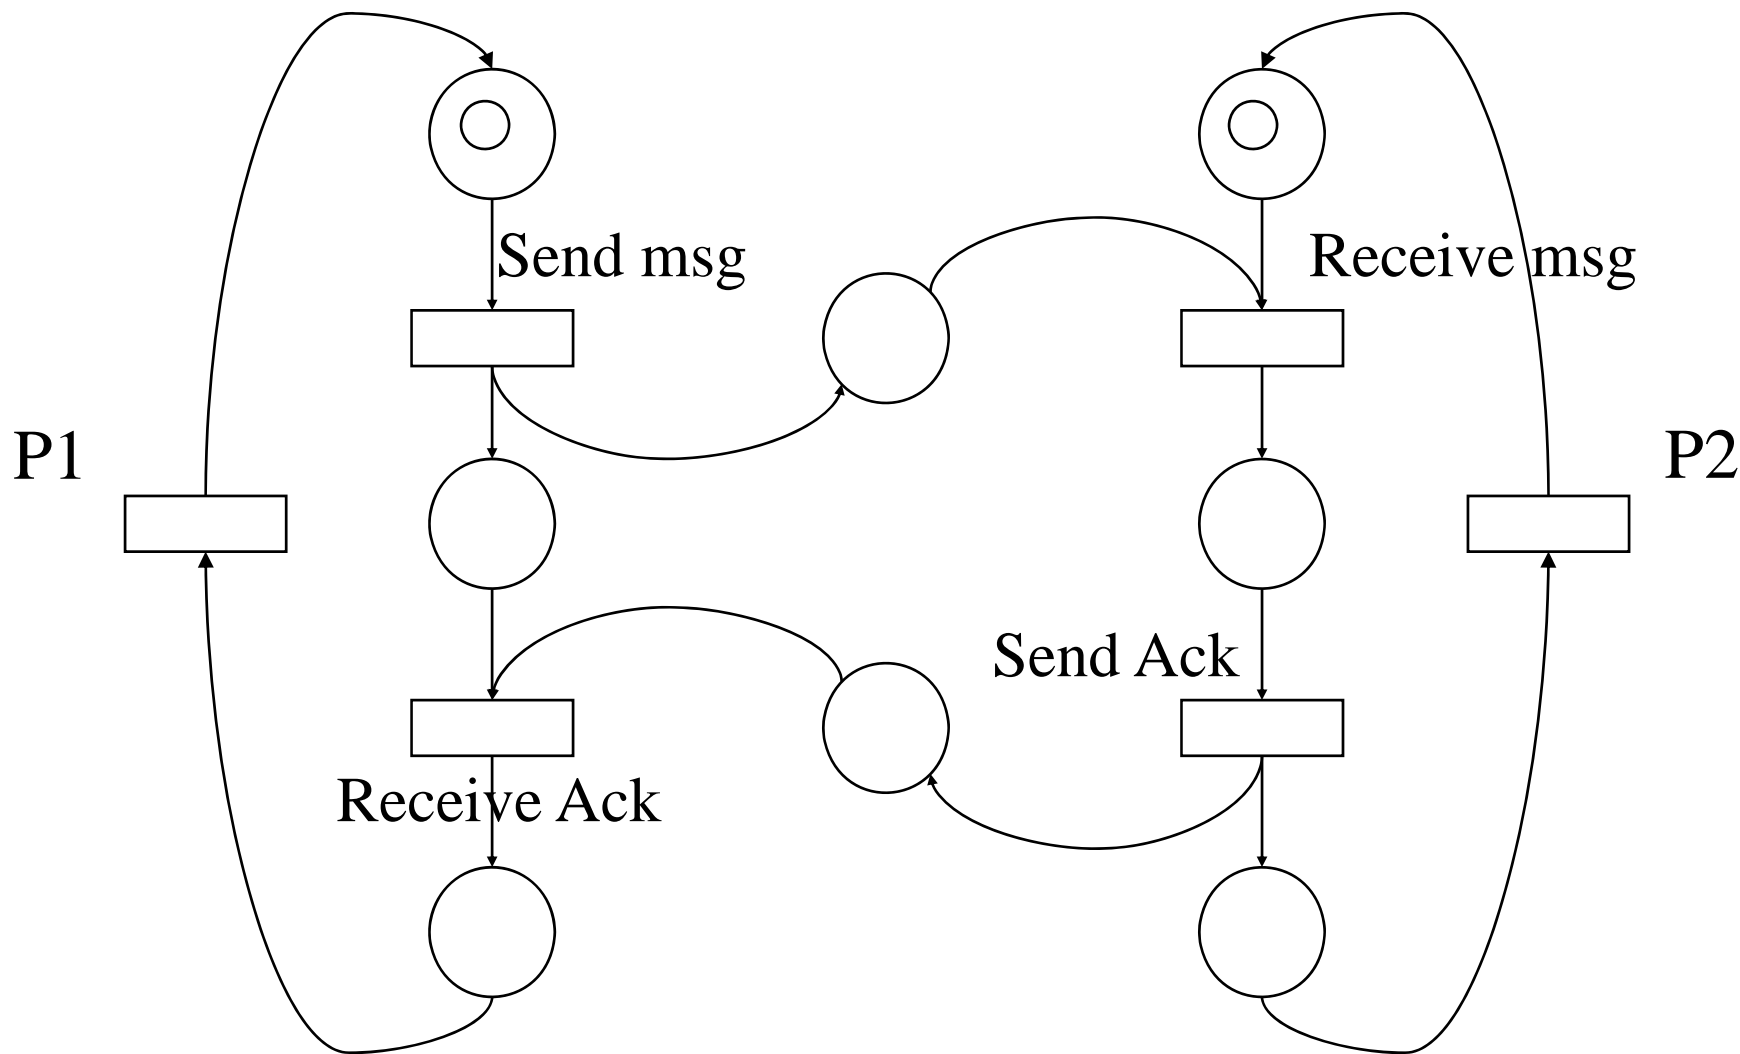 Send msg
Receive msg
P1
P2
Send Ack
Receive Ack